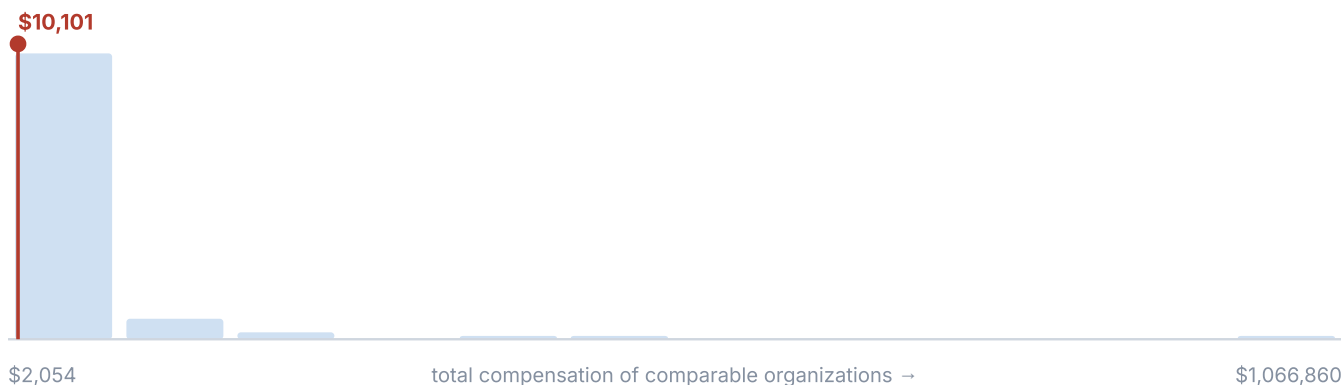 $10,101
$2,054 total compensation of comparable organizations → $1,066,860